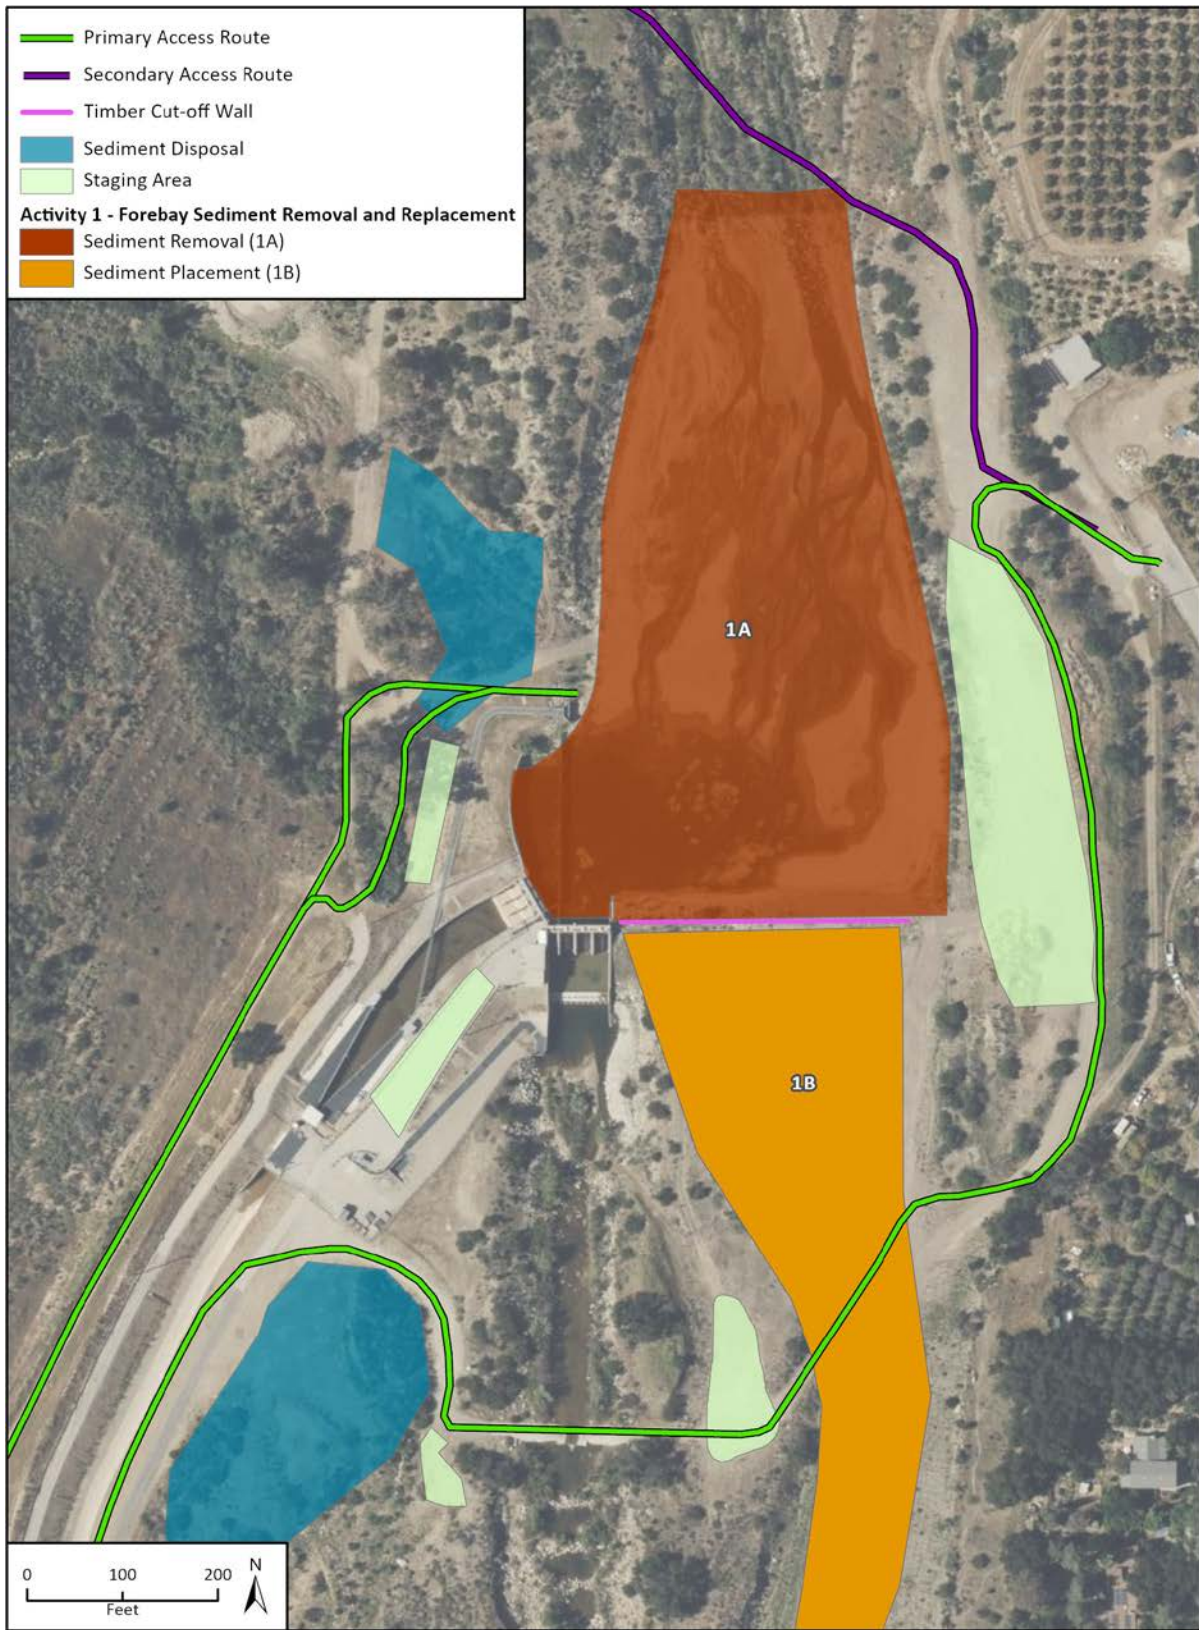 Primary Access Route
Secondary Access Route
Timber Cut-off Wall
Sediment Disposal
Staging Area
Activity 1 - Forebay Sediment Removal and Replacement
Sediment Removal (1A)
Sediment Placement (1B)
1A
1B
0 100 200
Feet
N